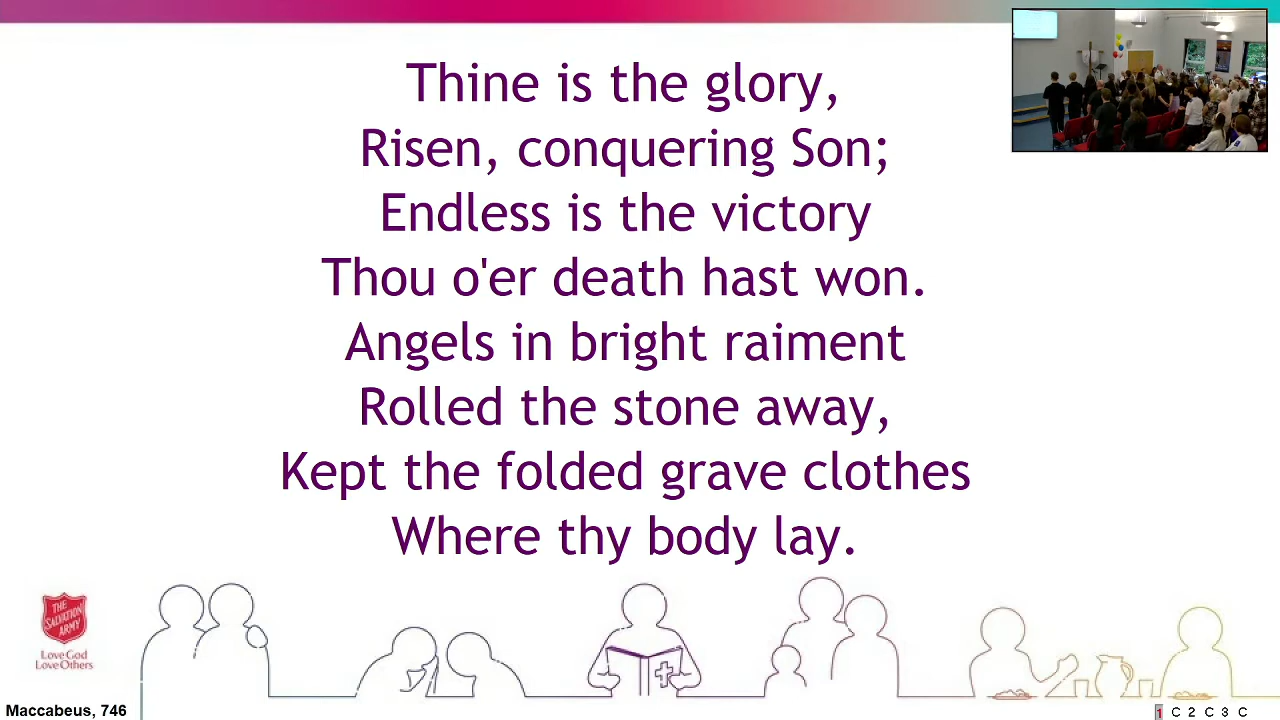 Thine is the glory,
Risen, conquering Son;
Endless is the victory
Thou o'er death hast won.
Angels in bright raiment
Rolled the stone away,
Kept the folded grave clothes
Where thy body lay.
THE
SALVATION
ARMY
Love God
Love Others
Maccabeus, 746
1 C 2 C 3 C